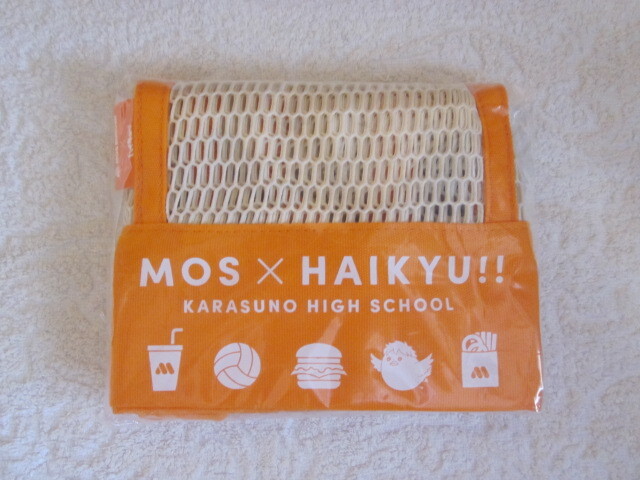 MOS × HAIKYU!!
KARASUNO HIGH SCHOOL